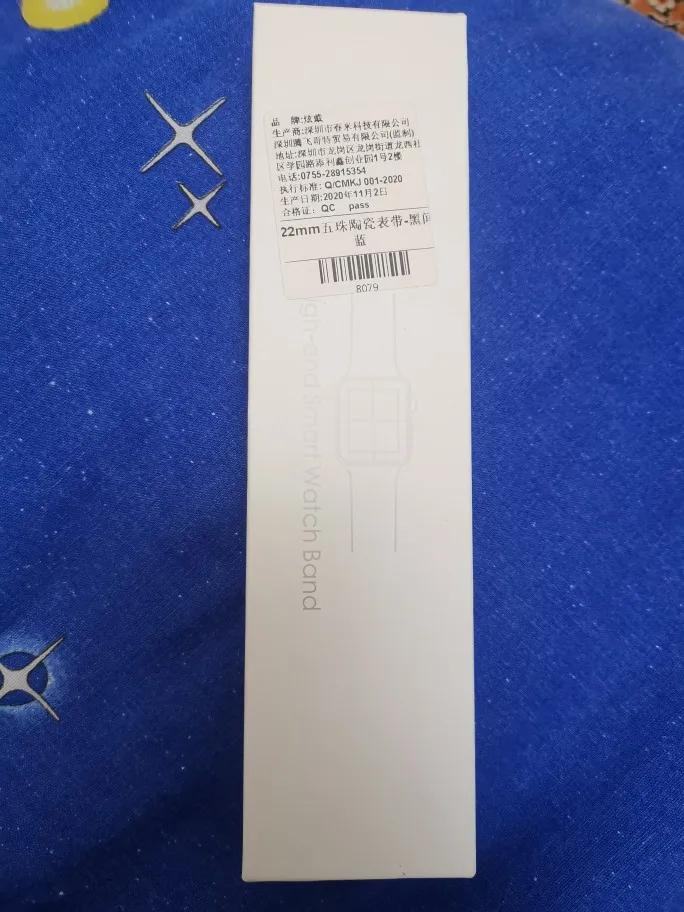 品 牌:炫戴
生产商:深圳市春米科技有限公司
深圳腾飞哥特贸易有限公司(监制)
地址:深圳市龙岗区龙岗街道龙西社
区学园路添利鑫创业园1号2楼
电话:0755-28915354
执行标准: Q/CMKJ 001-2020
生产日期:2020年11月2日
合格证: QC pass
22mm五珠陶瓷表带-黑间
蓝
8079
gh-end Smart Watch Band